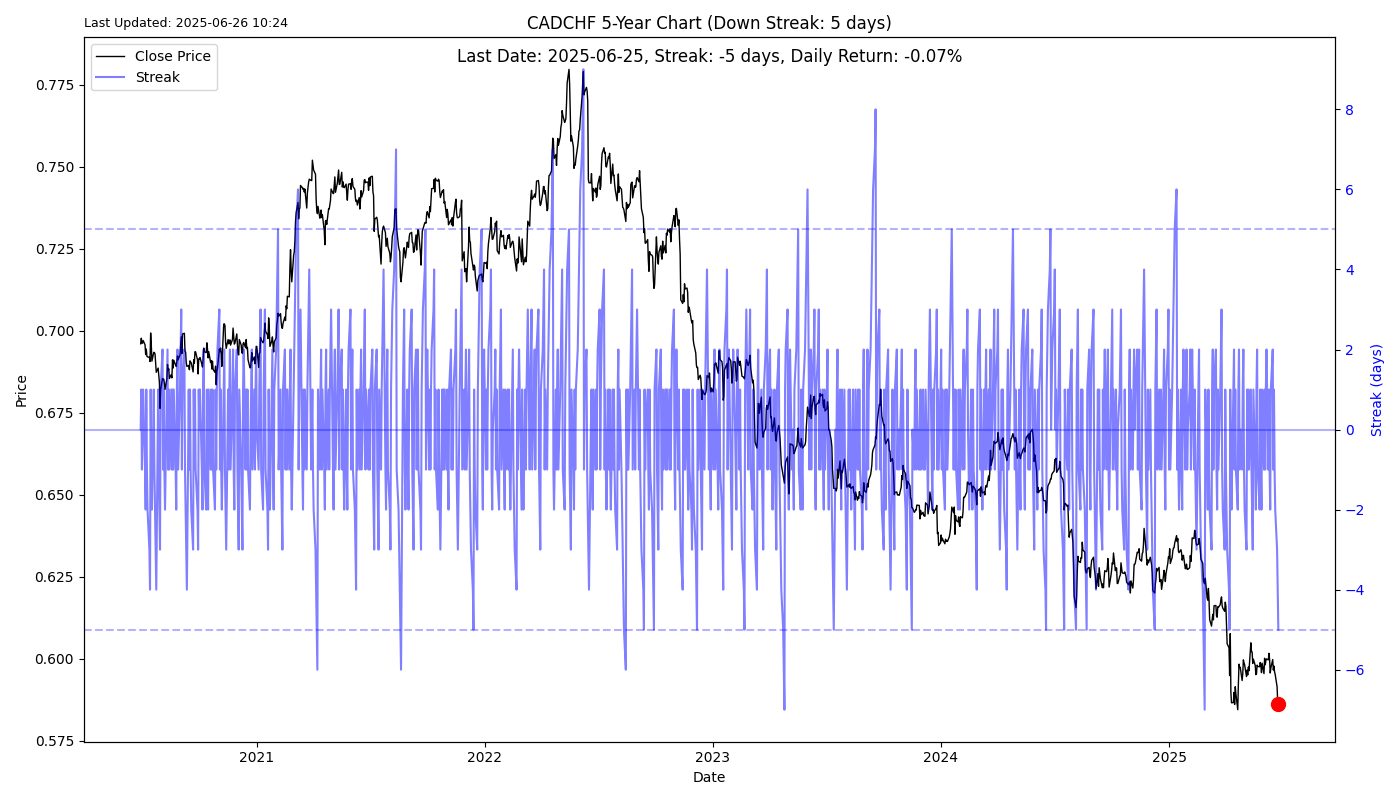 Last Updated: 2025-06-26 10:24
CADCHF 5-Year Chart (Down Streak: 5 days)
Last Date: 2025-06-25, Streak: -5 days, Daily Return: -0.07%
Close Price
Streak
0.775
0.750
0.725
0.700
0.675
0.650
0.625
0.600
0.575
Price
8
6
4
2
0
−2
−4
−6
Streak (days)
2021
2022
2023
2024
2025
Date